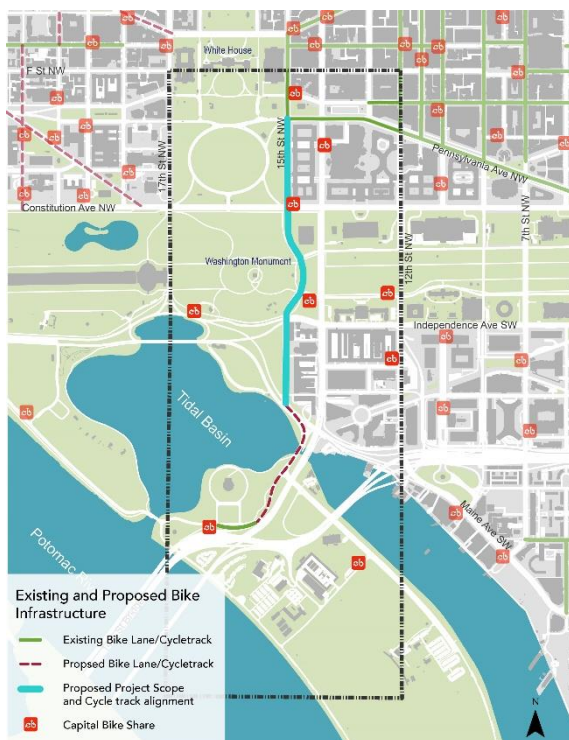 White House
F St NW
15th St NW
17th St NW
Pennsylvania Ave NW
Constitution Ave NW
7th St NW
Washington Monument
12th St NW
Independence Ave SW
Tidal Basin
Maine Ave SW
Potomac
Existing and Proposed Bike
Infrastructure
Existing Bike Lane/Cycletrack
Propsed Bike Lane/Cycletrack
Proposed Project Scope
and Cycle track alignment
Capital Bike Share
N